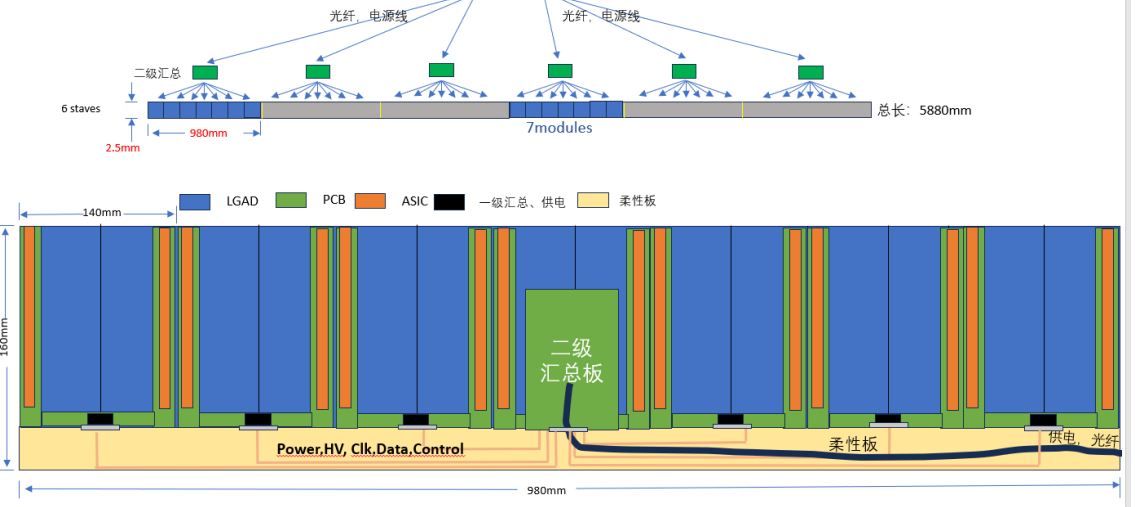 光纤，电源线
光纤，电源线
二级汇总
6 staves
总长：5880mm
980mm
7modules
2.5mm
LGAD
PCB
ASIC
一级汇总、供电
柔性板
140mm
160mm
二级
汇总板
Power,HV, Clk,Data,Control
柔性板
供电，光纤
980mm